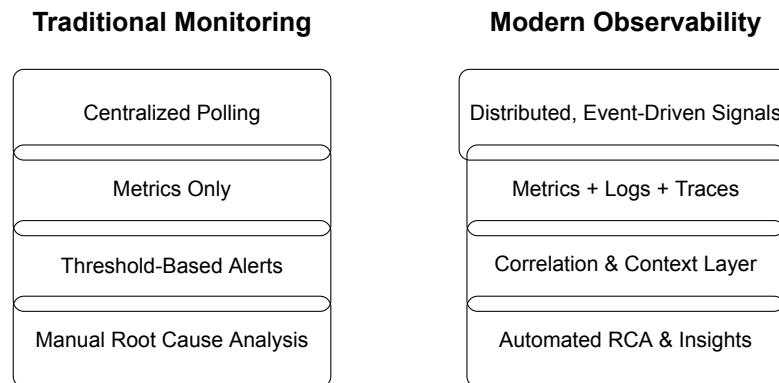 Traditional Monitoring
Centralized Polling
Metrics Only
Threshold-Based Alerts
Manual Root Cause Analysis
Modern Observability
Distributed, Event-Driven Signals
Metrics + Logs + Traces
Correlation & Context Layer
Automated RCA & Insights